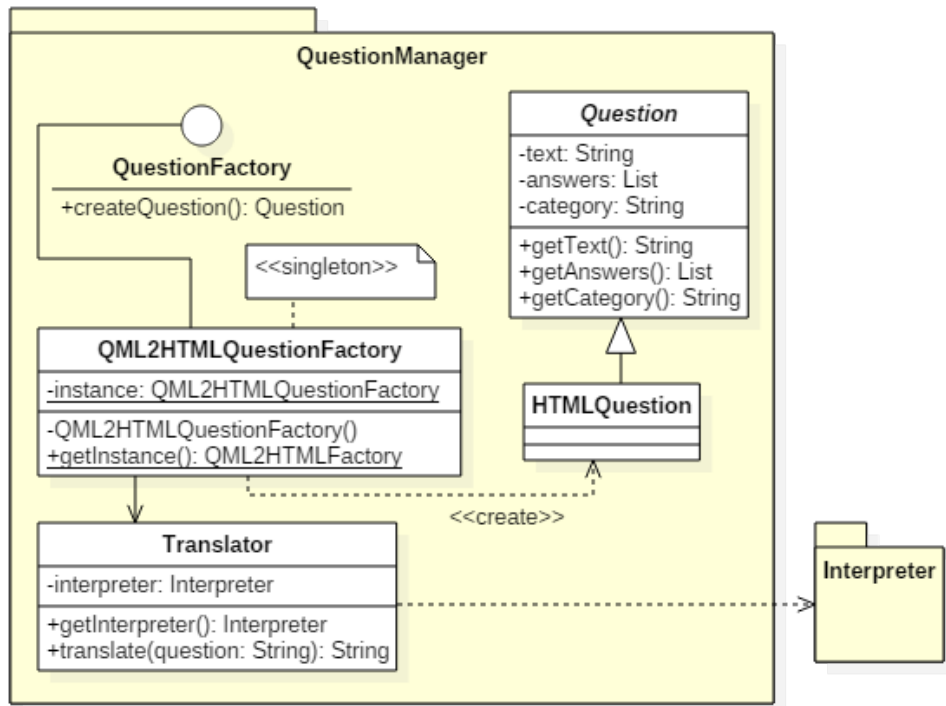 QuestionManager
QuestionFactory
+createQuestion(): Question
<<singleton>>
Question
-text: String
-answers: List
-category: String
+getText(): String
+getAnswers(): List
+getCategory(): String
QML2HTMLQuestionFactory
-instance: QML2HTMLQuestionFactory
-QML2HTMLQuestionFactory()
+getInstance(): QML2HTMLFactory
HTMLQuestion
<<create>>
Translator
-interpreter: Interpreter
+getInterpreter(): Interpreter
+translate(question: String): String
Interpreter